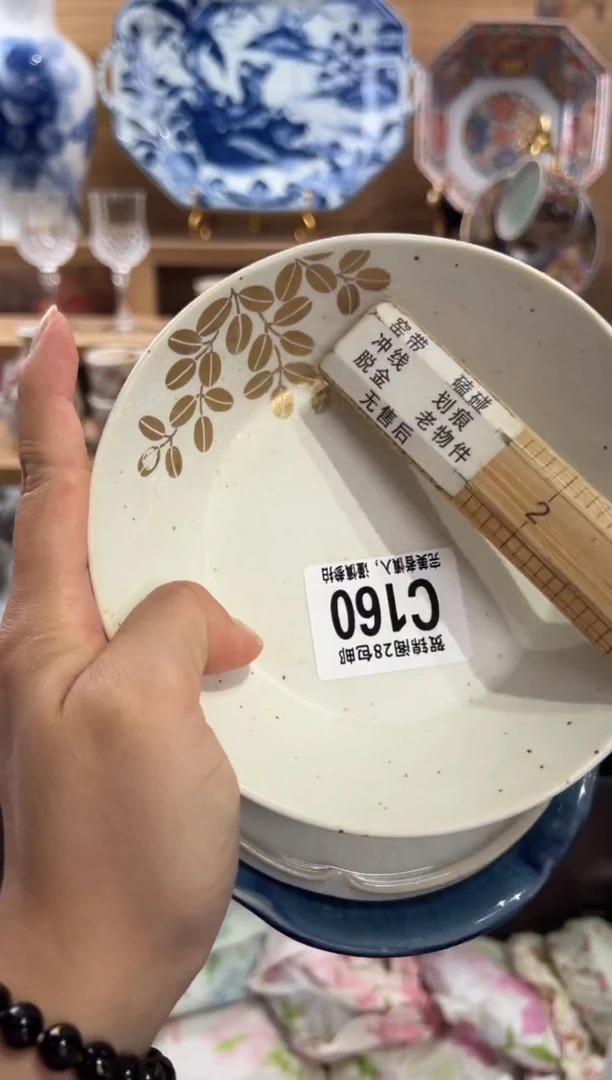 窑带 磕碰
冲线 划痕
脱金 老物件
无售后
2
贺锦阁28包邮
C160
完美者慎入，谨慎参拍